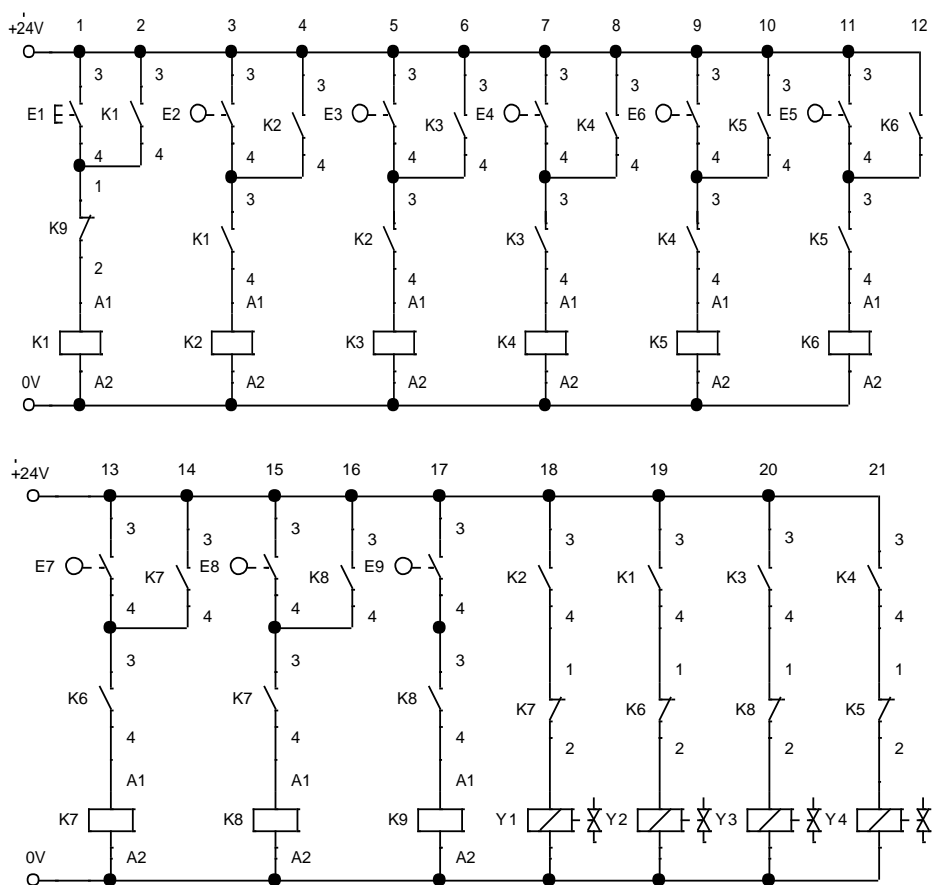 1 2 3 4 5 6 7 8 9 10 11 12
+24V
3 3 3 3 3 3
3 3 3 3 3 3
E1 K1 E2 K2 E3 K3 E4 K4 E6 K5 E5 K6
4 4 4 4 4 4 4
4 4 4 4 4
1 3 3 3 3 3
K9 K1 K2 K3 K4 K5
2 4 4 4 4 4
A1 A1 A1 A1 A1 A1
K1 K2 K3 K4 K5 K6
0V A2 A2 A2 A2 A2 A2
+24V 13 14 15 16 17 18 19 20 21
3 3 3
3 3 3 3 3 3
E7 K7 E8 K8 E9 K2 K1 K3 K4
4 4 4
4 4 4 4 4 4
3 3 3 1 1 1 1
K6 K7 K8 K7 K6 K8 K5
4 4 4 2 2 2 2
A1 A1 A1
K7 K8 K9 Y1 Y2 Y3 Y4
0V A2 A2 A2